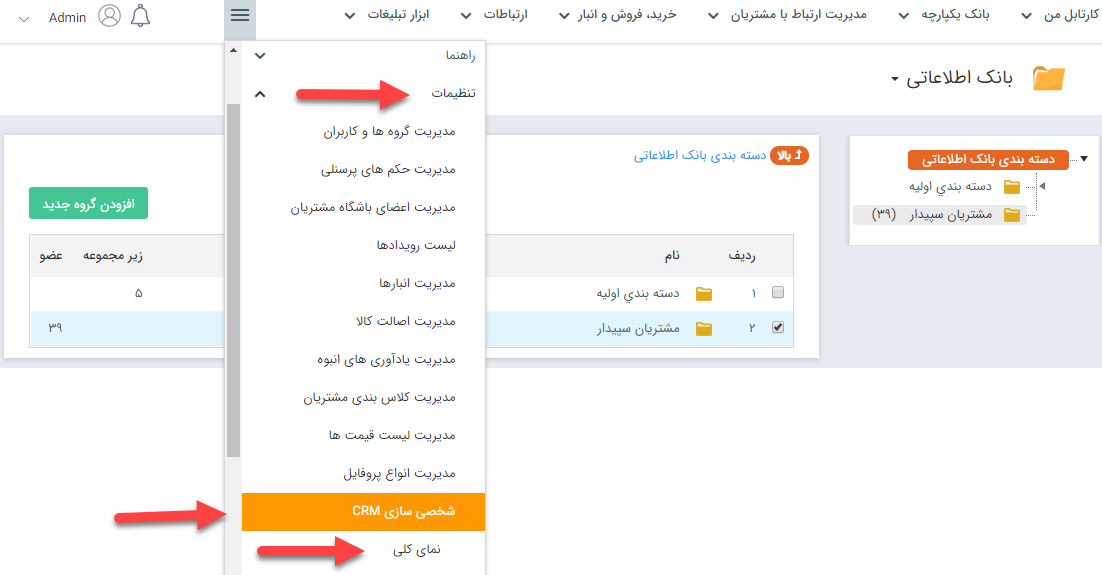 کارتابل من
بانک یکپارچه
مدیریت ارتباط با مشتریان
خرید، فروش و انبار
ارتباطات
ابزار تبلیغات
Admin
بانک اطلاعاتی
دسته بندی بانک اطلاعاتی
دسته بندي اوليه
مشتریان سپیدار (۳۹)
بالا دسته بندی بانک اطلاعاتی
افزودن گروه جدید
ردیف نام زیر مجموعه عضو
۱ دسته بندي اوليه ۵
۲ مشتریان سپیدار ۳۹
راهنما
تنظیمات
مدیریت گروه ها و کاربران
مدیریت حکم های پرسنلی
مدیریت اعضای باشگاه مشتریان
لیست رویدادها
مدیریت انبارها
مدیریت اصالت کالا
مدیریت یادآوری های انبوه
مدیریت کلاس بندی مشتریان
مدیریت لیست قیمت ها
مدیریت انواع پروفایل
شخصی سازی CRM
نمای کلی